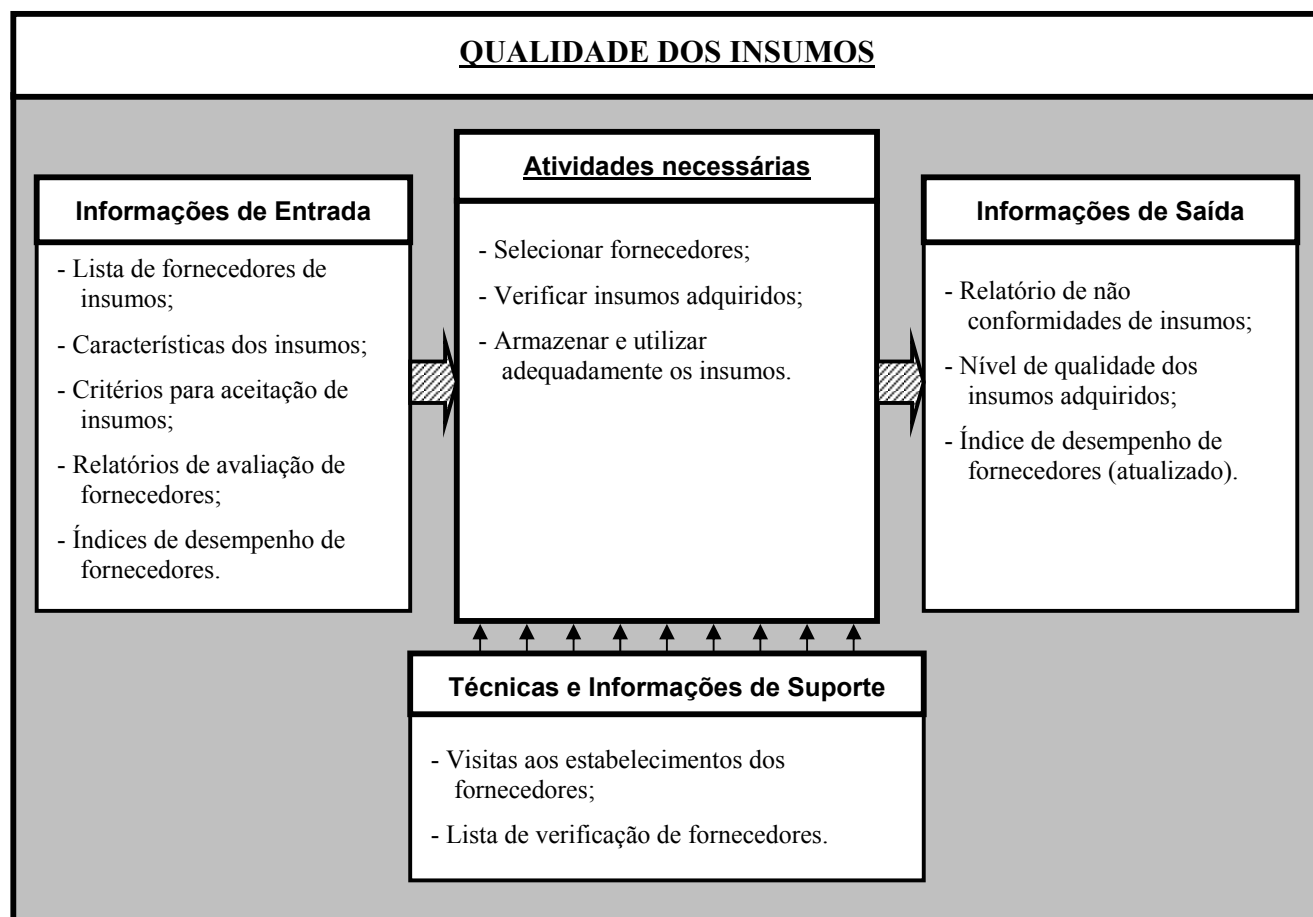 QUALIDADE DOS INSUMOS
Informações de Entrada
- Lista de fornecedores de
insumos;
- Características dos insumos;
- Critérios para aceitação de
insumos;
- Relatórios de avaliação de
fornecedores;
- Índices de desempenho de
fornecedores.
Atividades necessárias
- Selecionar fornecedores;
- Verificar insumos adquiridos;
- Armazenar e utilizar
adequadamente os insumos.
Informações de Saída
- Relatório de não
conformidades de insumos;
- Nível de qualidade dos
insumos adquiridos;
- Índice de desempenho de
fornecedores (atualizado).
Técnicas e Informações de Suporte
- Visitas aos estabelecimentos dos
fornecedores;
- Lista de verificação de fornecedores.